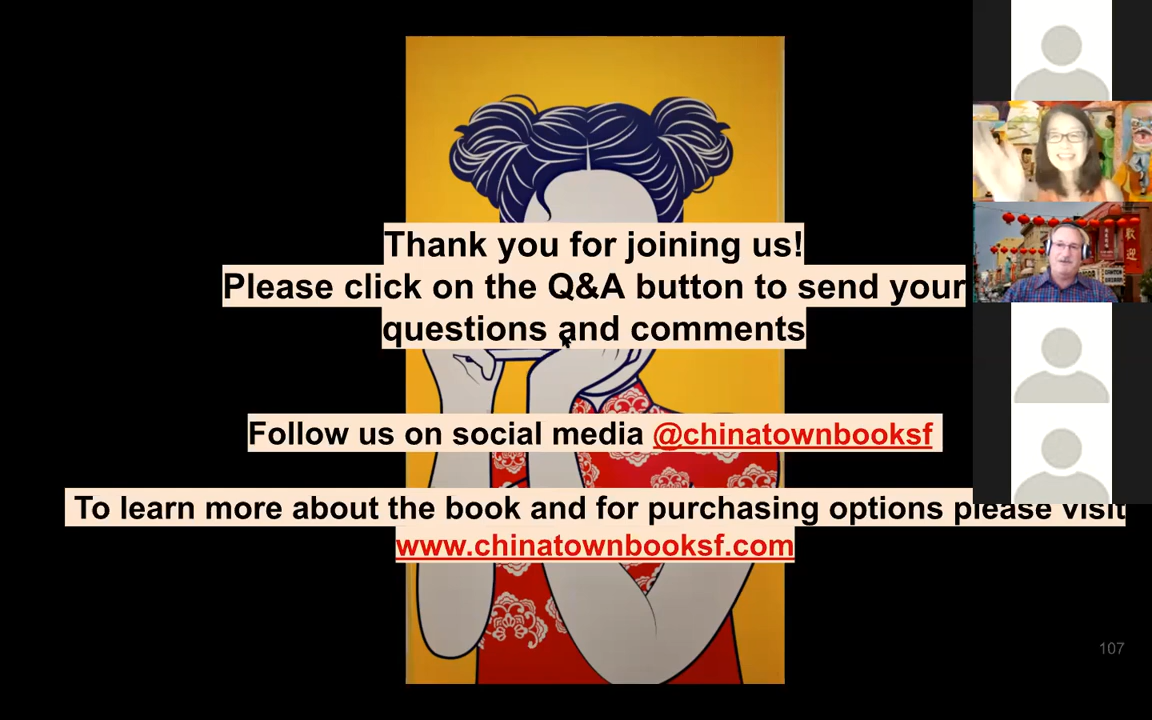 Thank you for joining us!
Please click on the Q&A button to send your
questions and comments
Follow us on social media @chinatownbooksf
To learn more about the book and for purchasing options please visit
www.chinatownbooksf.com
107